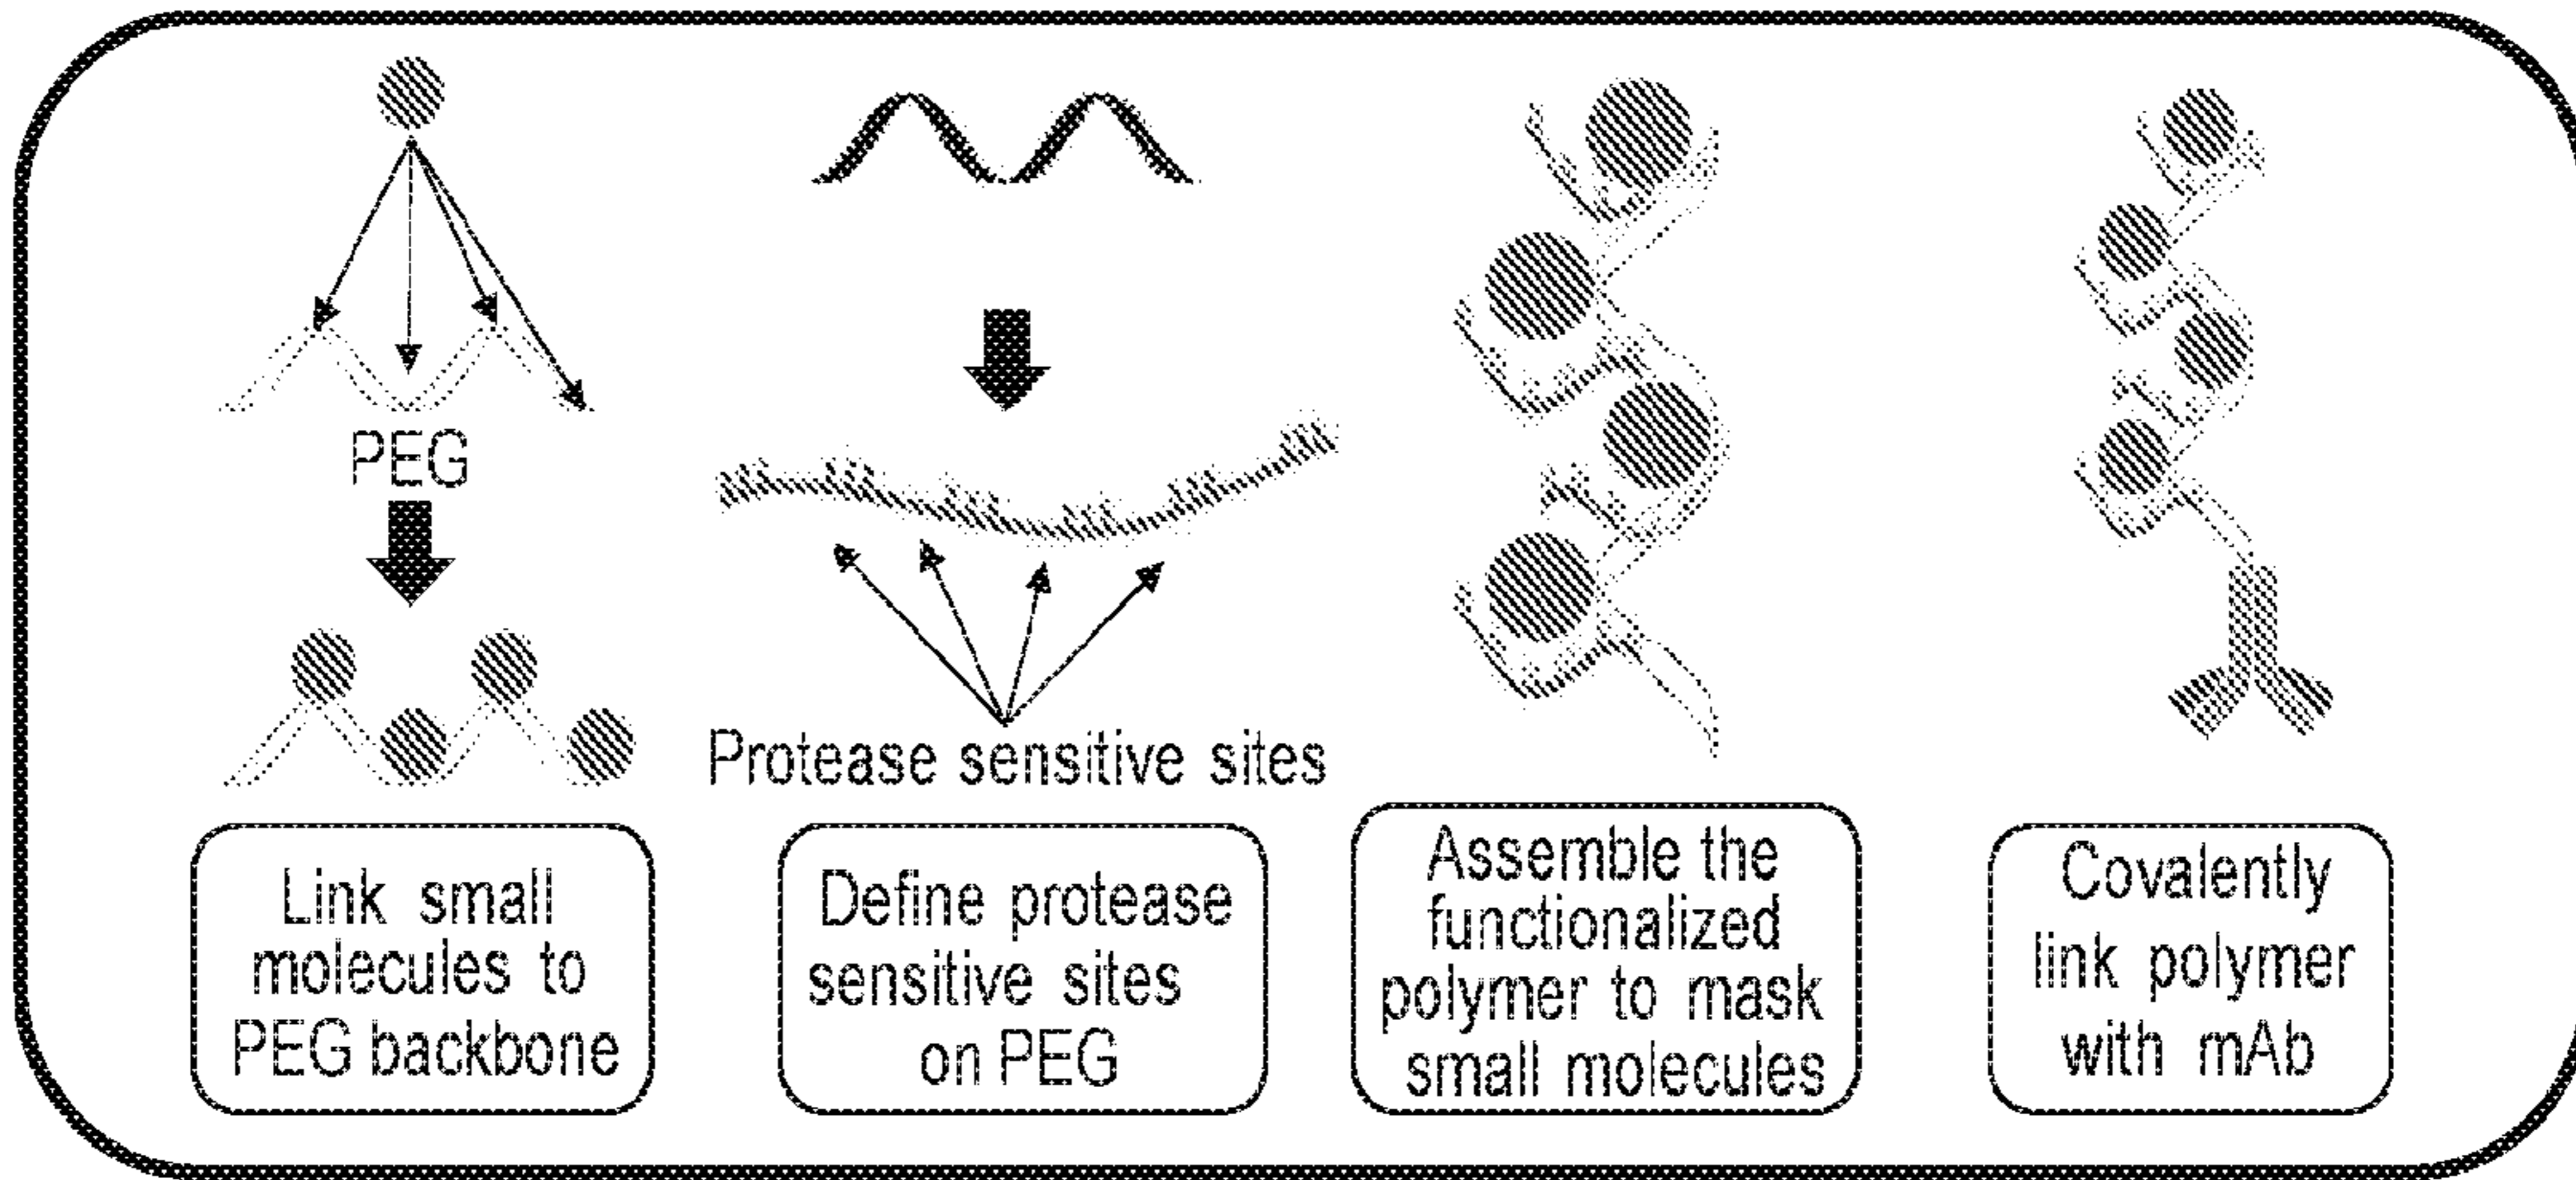 PEG
Protease sensitive sites
Link small
molecules to
PEG backbone
Define protease
sensitive sites
on PEG
Assemble the
functionalized
polymer to mask
small molecules
Covalently
link polymer
with mAb